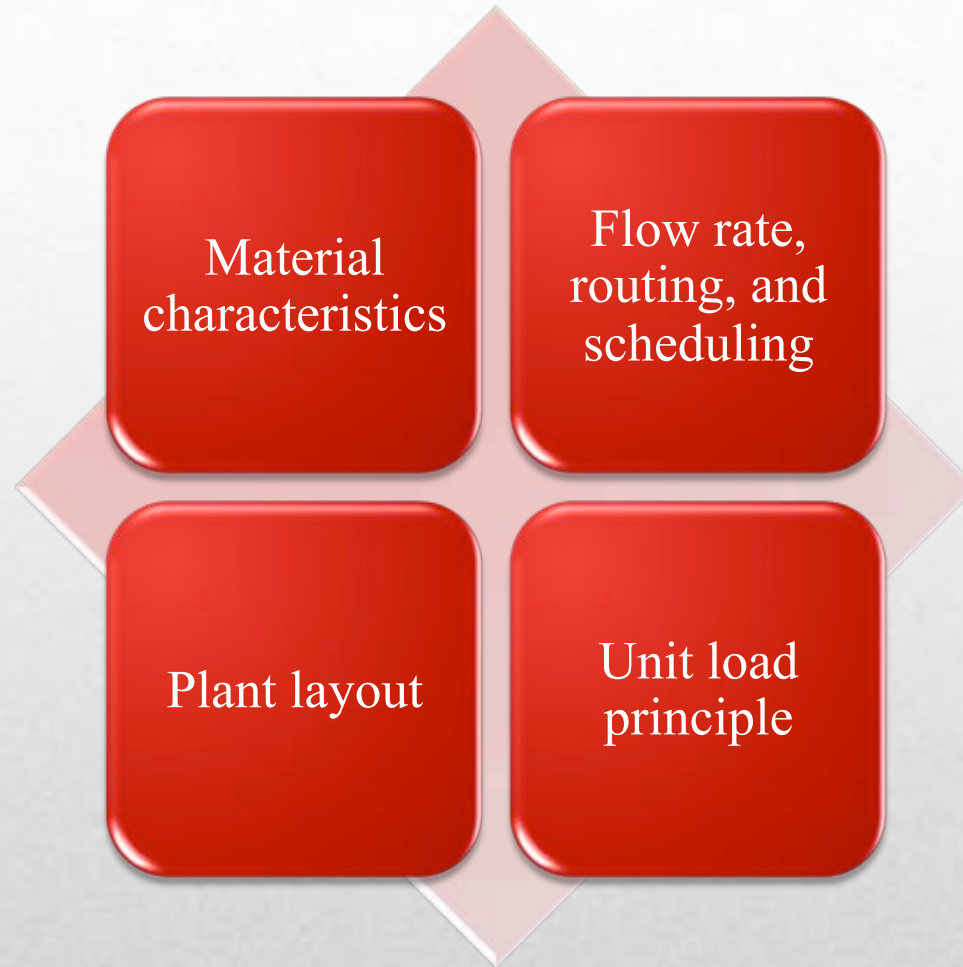 Material
characteristics
Flow rate,
routing, and
scheduling
Plant layout
Unit load
principle